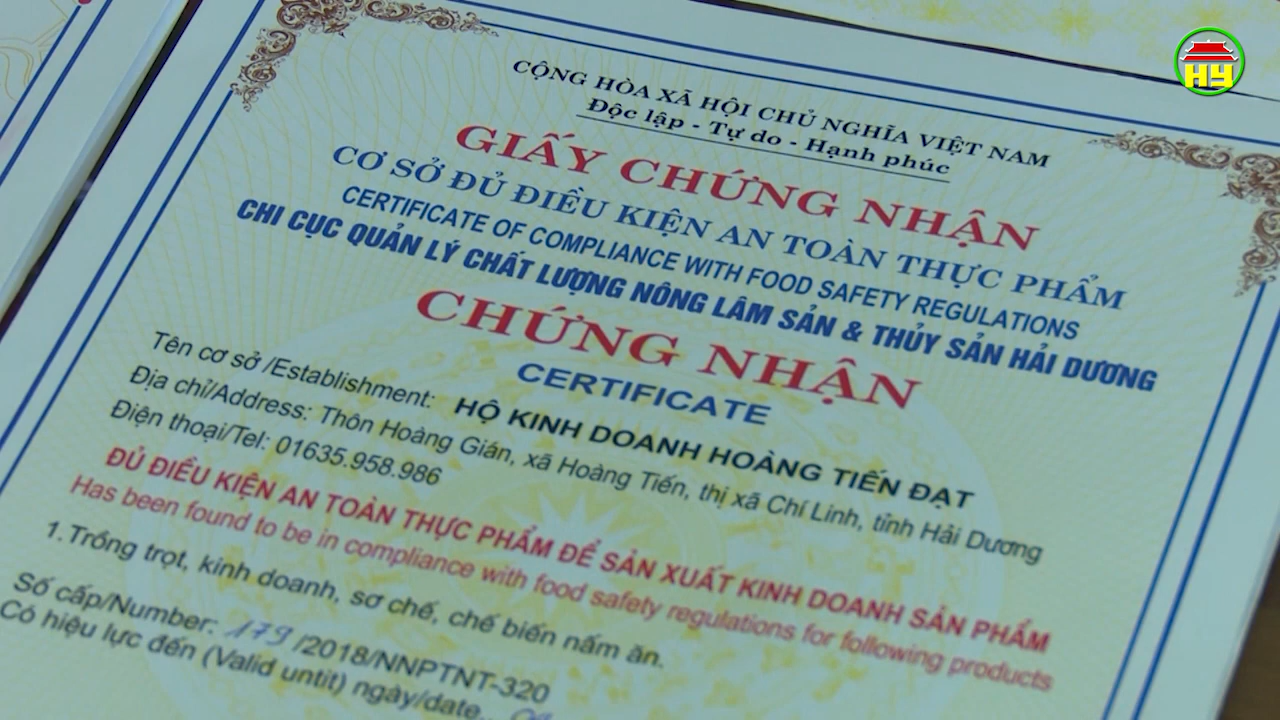 HY
CỘNG HÒA XÃ HỘI CHỦ NGHĨA VIỆT NAM
Độc lập - Tự do - Hạnh phúc
GIẤY CHỨNG NHẬN
CƠ SỞ ĐỦ ĐIỀU KIỆN AN TOÀN THỰC PHẨM
CERTIFICATE OF COMPLIANCE WITH FOOD SAFETY REGULATIONS
CHI CỤC QUẢN LÝ CHẤT LƯỢNG NÔNG LÂM SẢN & THỦY SẢN HẢI DƯƠNG
CHỨNG NHẬN
CERTIFICATE
Tên cơ sở /Establishment: HỘ KINH DOANH HOÀNG TIẾN ĐẠT
Địa chỉ/Address: Thôn Hoàng Gián, xã Hoàng Tiến, thị xã Chí Linh, tỉnh Hải Dương
Điện thoại/Tel: 01635.958.986
ĐỦ ĐIỀU KIỆN AN TOÀN THỰC PHẨM ĐỂ SẢN XUẤT KINH DOANH SẢN PHẨM
Has been found to be in compliance with food safety regulations for following products
1. Trồng trọt, kinh doanh, sơ chế, chế biến nấm ăn.
Số cấp/Number: 179 /2018/NNPTNT-320
Có hiệu lực đến (Valid untit) ngày/date..